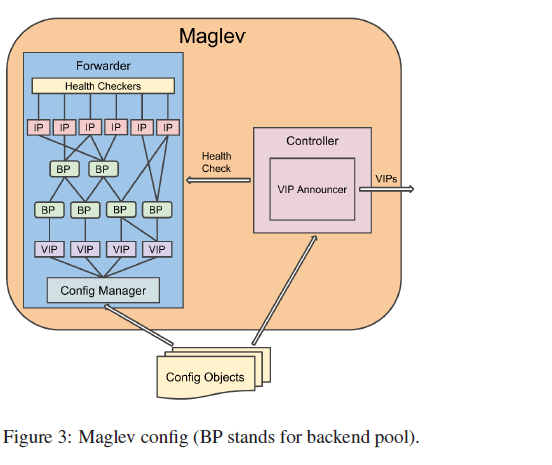 Maglev
Forwarder
Health Checkers
IP IP IP IP IP IP
BP BP
BP BP BP BP
VIP VIP VIP VIP
Config Manager
Health
Check
Controller
VIP Announcer
VIPs
Config Objects
Figure 3: Maglev config (BP stands for backend pool).